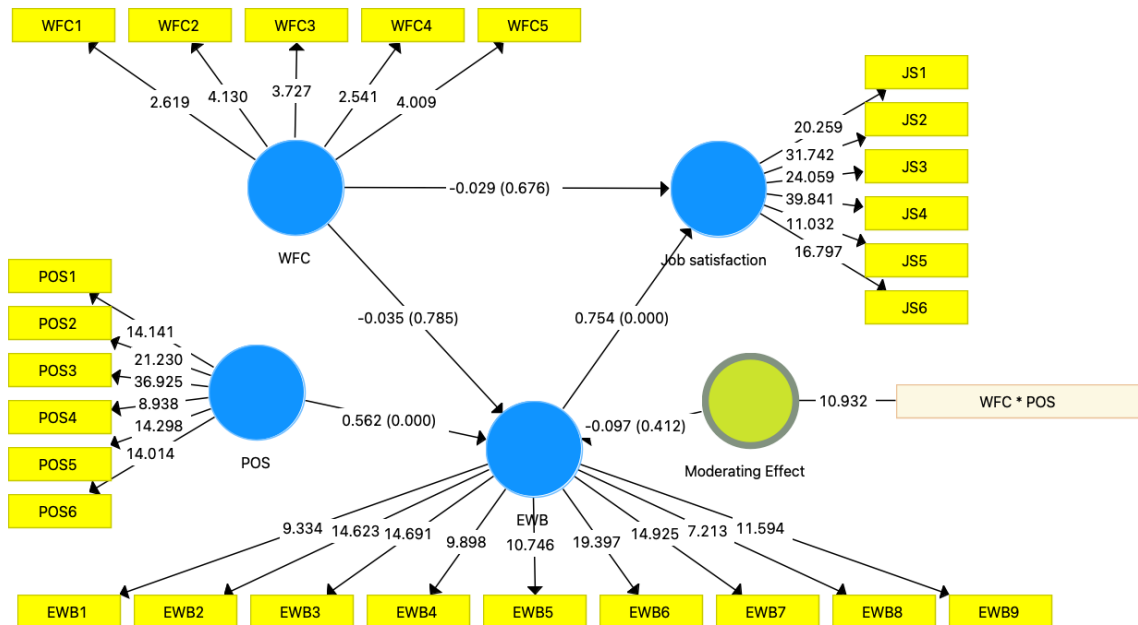 WFC1 WFC2 WFC3 WFC4 WFC5
2.619 4.130 3.727 2.541 4.009
JS1
JS2
JS3
JS4
JS5
JS6
20.259
31.742
24.059
39.841
11.032
16.797
-0.029 (0.676)
WFC
Job satisfaction
POS1
POS2
POS3
POS4
POS5
POS6
14.141
21.230
36.925
8.938
14.298
14.014
-0.035 (0.785)
0.754 (0.000)
0.562 (0.000)
-0.097 (0.412)
10.932
WFC * POS
POS
Moderating Effect
EWB
9.334 14.623 14.691 9.898 10.746 19.397 14.925 7.213 11.594
EWB1 EWB2 EWB3 EWB4 EWB5 EWB6 EWB7 EWB8 EWB9